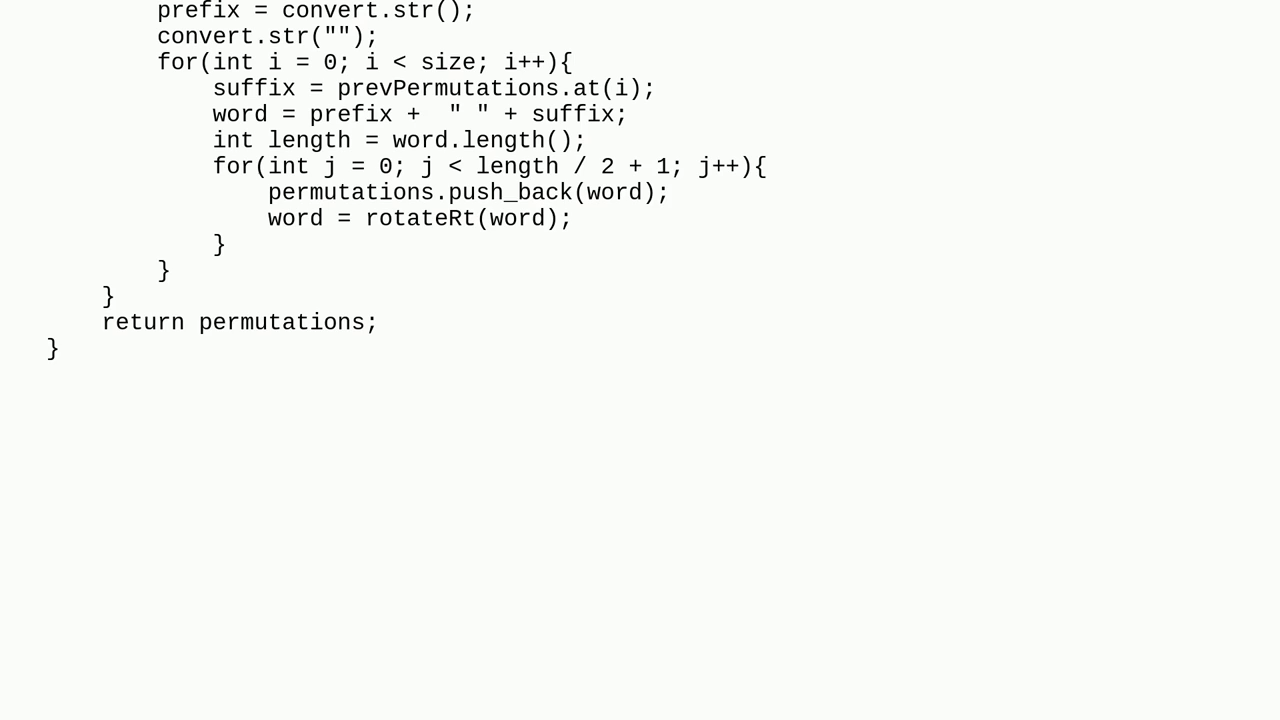 prefix = convert.str();
convert.str("");
for(int i = 0; i < size; i++){
suffix = prevPermutations.at(i);
word = prefix +  " " + suffix;
int length = word.length();
for(int j = 0; j < length / 2 + 1; j++){
permutations.push_back(word);
word = rotateRt(word);
}
}
}
return permutations;
}